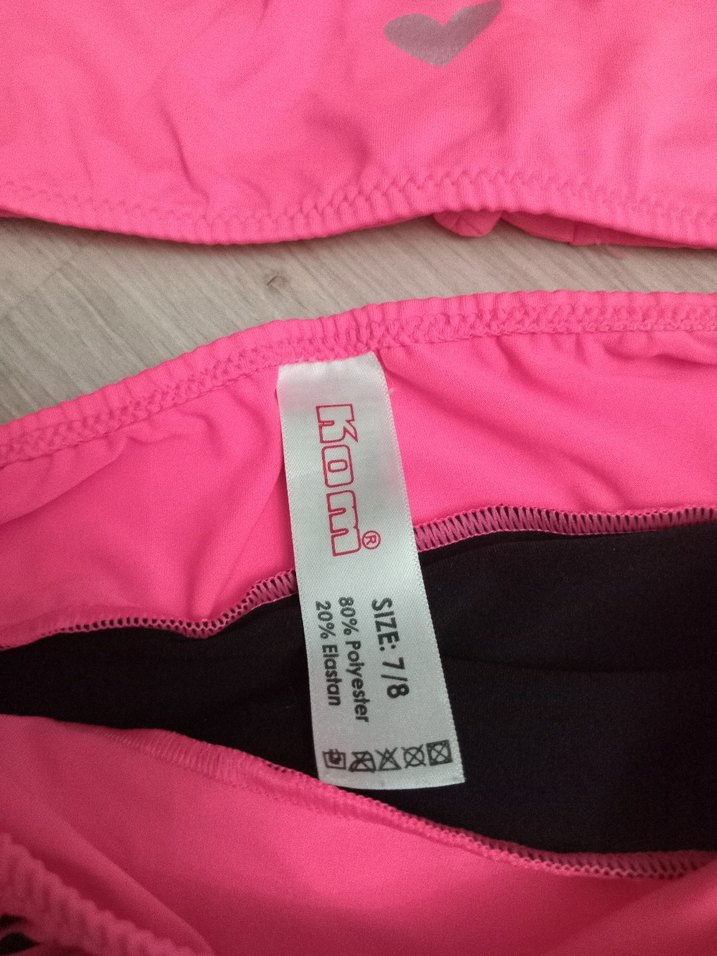 Kom®
SIZE: 7/8
80% Polyester
20% Elastan